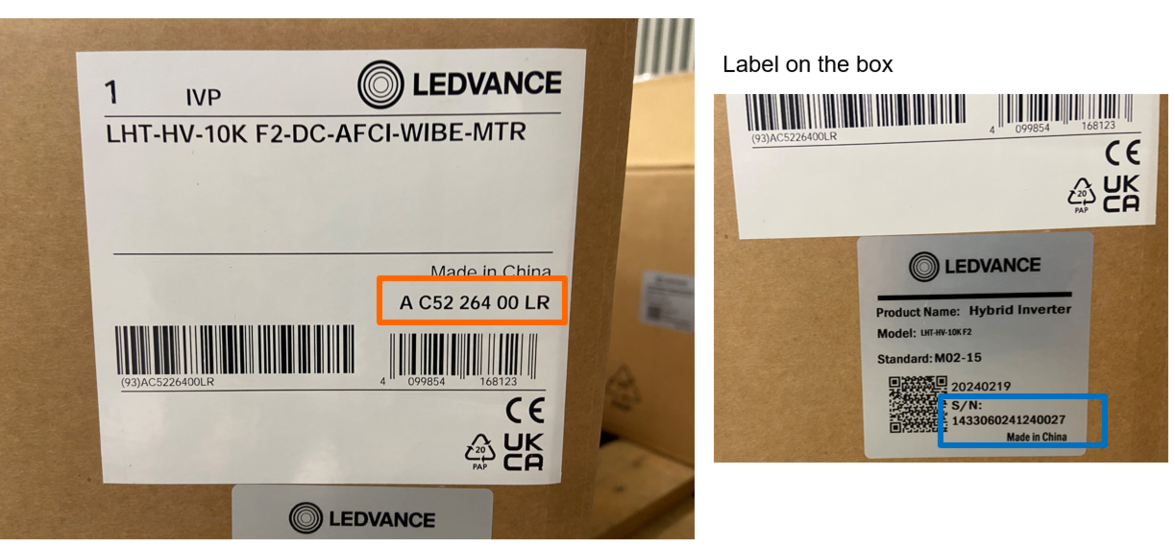 1 IVP LEDVANCE
LHT-HV-10K F2-DC-AFCI-WIBE-MTR
Made in China
A C52 264 00 LR
(93)AC5226400LR
4 099854 168123
CE
20
PAP
UK
CA
LEDVANCE
Label on the box
(93)AC5226400LR
4 099854 168123
CE
20
PAP
UK
CA
LEDVANCE
Product Name: Hybrid Inverter
Model: LHT-HV-10K F2
Standard: M02-15
20240219
S/N:
1433060241240027
Made in China